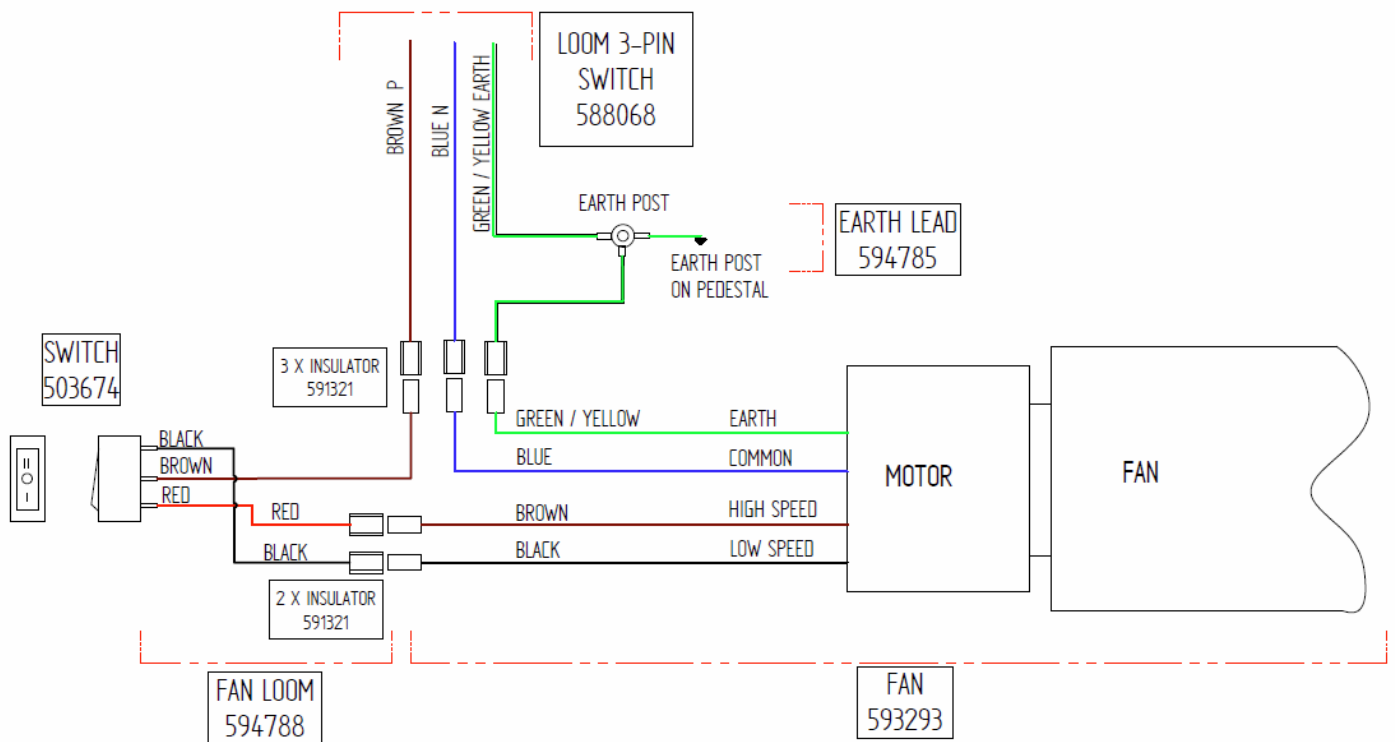 LOOM 3-PIN
SWITCH
588068
BROWN P
BLUE N
GREEN / YELLOW EARTH
EARTH POST
EARTH POST
ON PEDESTAL
EARTH LEAD
594785
SWITCH
503674
3 X INSULATOR
591321
BLACK
BROWN
RED
RED
BLACK
2 X INSULATOR
591321
GREEN / YELLOW
EARTH
BLUE
COMMON
BROWN
HIGH SPEED
BLACK
LOW SPEED
MOTOR
FAN
FAN LOOM
594788
FAN
593293
I O II